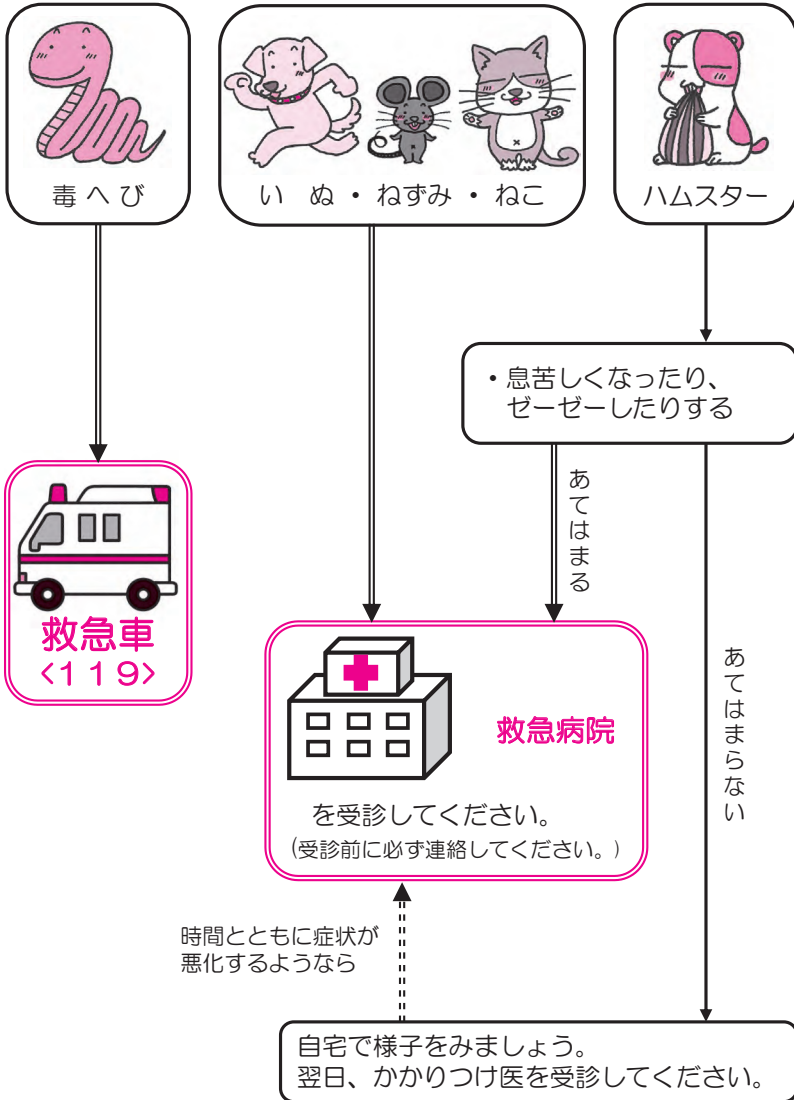 毒へび
いぬ・ねずみ・ねこ
ハムスター
・息苦しくなったり、
ゼーゼーしたりする
あてはまる
あてはまらない
救急車
<119>
救急病院
を受診してください。
(受診前に必ず連絡してください。)
時間とともに症状が
悪化するようなら
自宅で様子をみましょう。
翌日、かかりつけ医を受診してください。